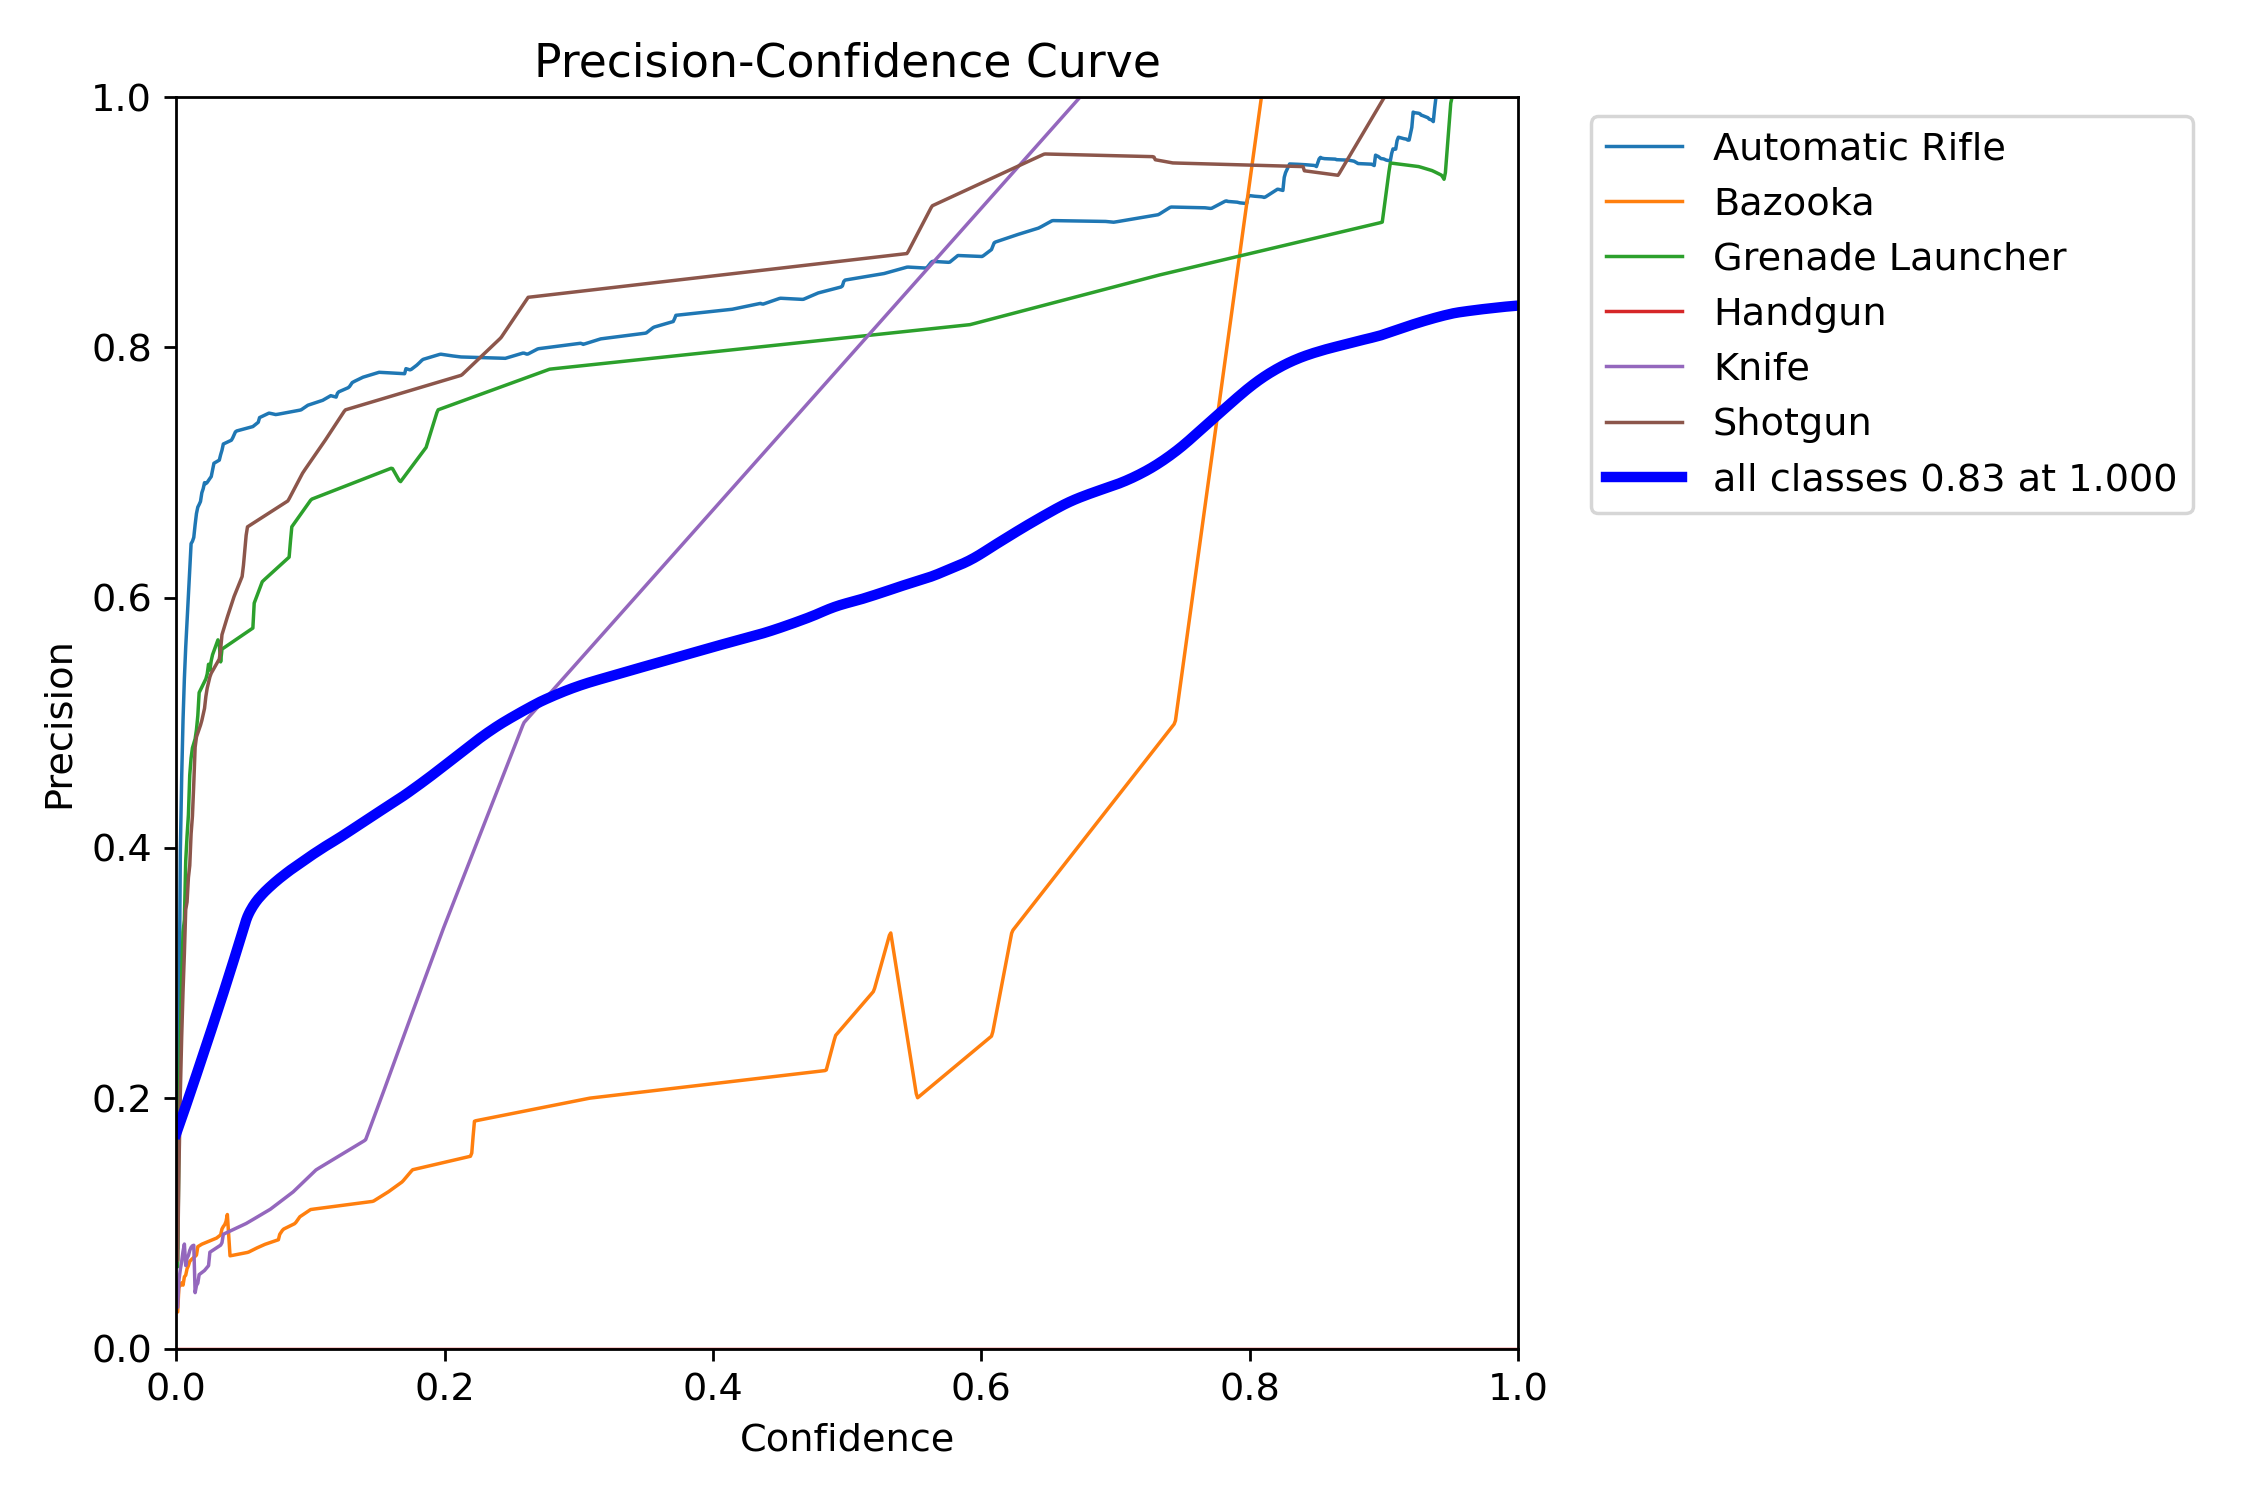 Precision-Confidence Curve
1.0
0.8
0.6
0.4
0.2
0.0
Precision
0.0 0.2 0.4 0.6 0.8 1.0
Confidence
Automatic Rifle
Bazooka
Grenade Launcher
Handgun
Knife
Shotgun
all classes 0.83 at 1.000